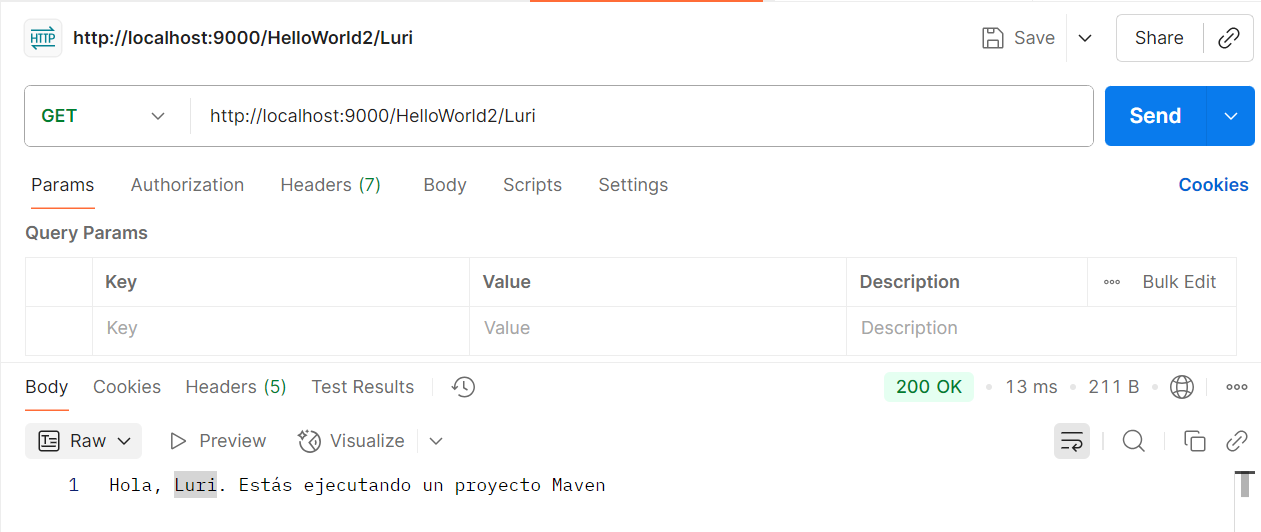 HTTP http://localhost:9000/HelloWorld2/Luri Save Share
GET http://localhost:9000/HelloWorld2/Luri Send
Params Authorization Headers (7) Body Scripts Settings Cookies
Query Params
Key Value Description Bulk Edit
Key Value Description
Body Cookies Headers (5) Test Results 200 OK 13 ms 211 B
Raw Preview Visualize
1 Hola, Luri. Estás ejecutando un proyecto Maven